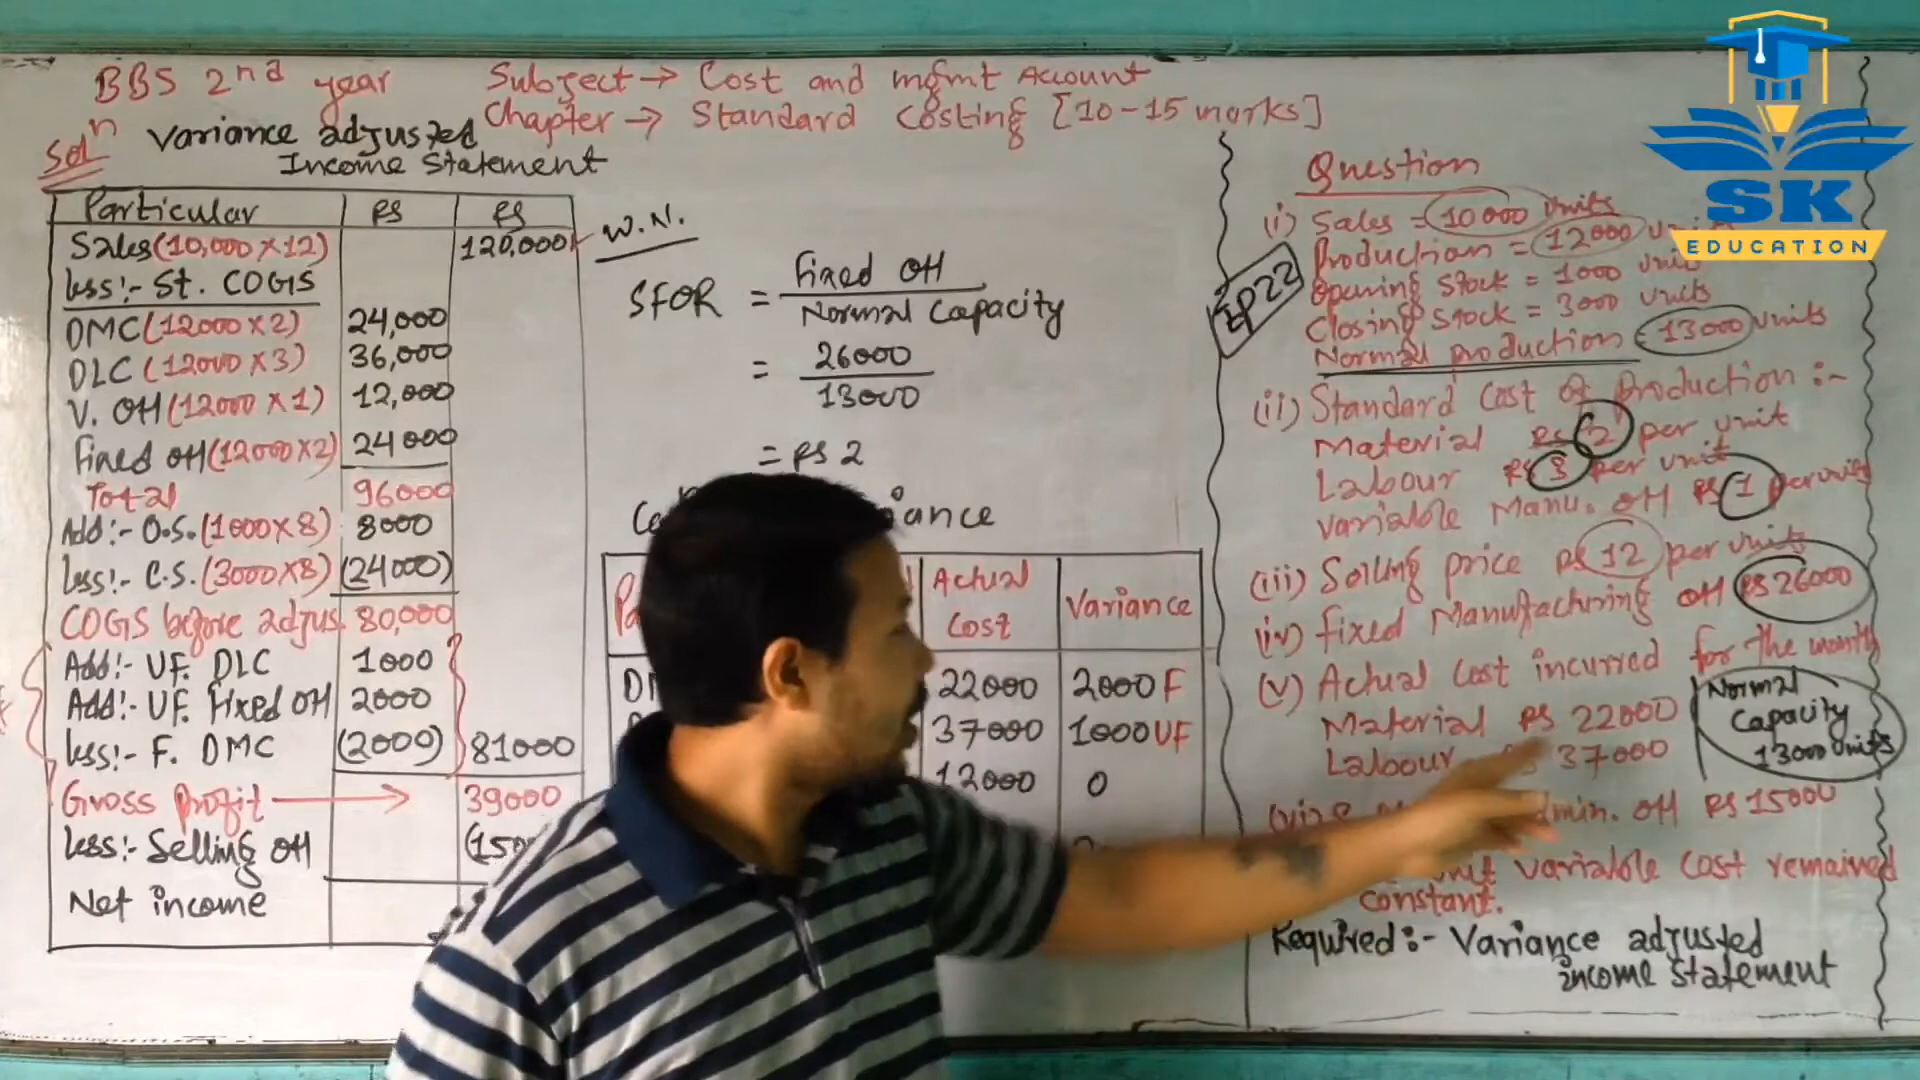 BBS 2nd year
Subject → Cost and mgmt Account
Chapter → Standard Costing [10-15 marks]
Solⁿ
Variance adjusted
Income Statement
Particular Rs Rs
Sales (10,000×12) 120,000
less:- St. COGS
DMC (12000×2) 24,000
DLC (12000×3) 36,000
V. OH (12000×1) 12,000
Fixed OH (12000×2) 24000
Total 96000
Add:- O.S. (1000×8) 8000
less:- C.S. (3000×8) (24000)
COGS before adjus. 80,000
Add:- UF. DLC 1000
Add:- UF. Fixed OH 2000
less:- F. DMC (2000) 81000
Gross profit → 39000
less:- Selling OH (150
Net income
W.N.
SFOR = Fixed OH
Normal Capacity
= 26000
13000
= Rs 2
iance
Actual
Cost
Variance
22000 2000 F
37000 1000 UF
12000 0
SK
EDUCATION
Question
EP22
(i) Sales = 10000 Units
Production = 12000
Opening Stock = 1000 Unit
Closing Stock = 3000 Units
Normal production = 13000 Units
(ii) Standard Cost of Production :-
Material Rs 2 per unit
Labour Rs 3 per unit
Variable Manu. OH Rs 1 per unit
(iii) Selling price Rs 12 per units
(iv) Fixed Manufacturing OH Rs 26000
(v) Actual Cost incurred for the month
Material Rs 22000
Labour 37000
Normal
Capacity
13000 Units
dmin. OH Rs 15000
Variable Cost remained
Constant.
Required:- Variance adjusted
income statement